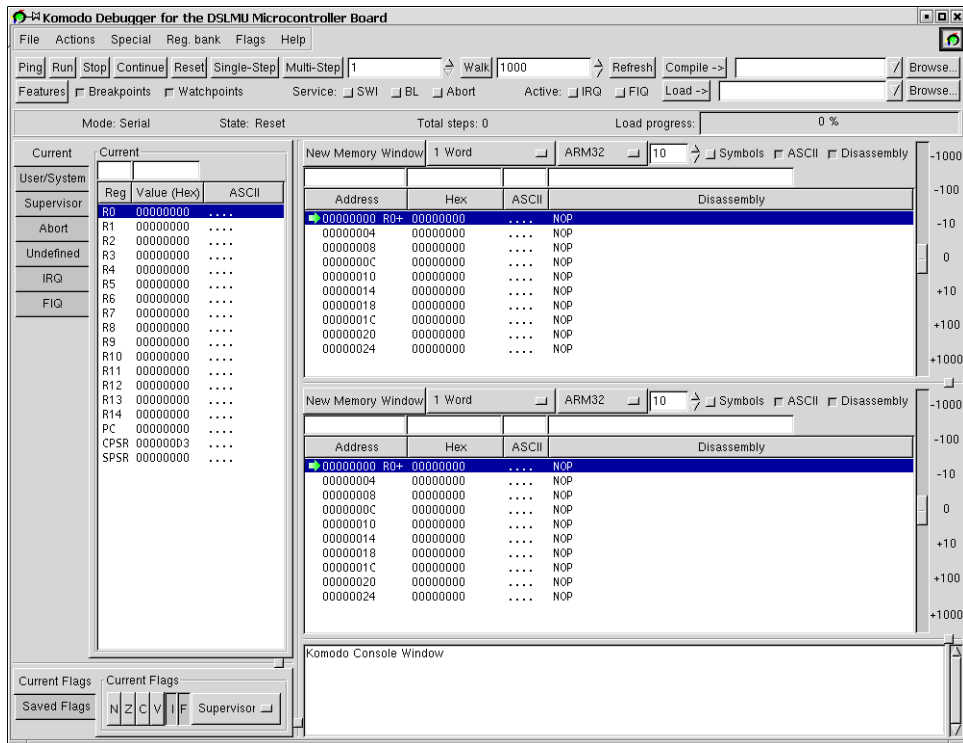 Komodo Debugger for the DSLMU Microcontroller Board
File Actions Special Reg. bank Flags Help
Ping Run Stop Continue Reset Single-Step Multi-Step 1 Walk 1000 Refresh Compile -> Browse...
Features Breakpoints Watchpoints Service: SWI BL Abort Active: IRQ FIQ Load -> Browse...
Mode: Serial State: Reset Total steps: 0 Load progress: 0 %
Current
User/System
Supervisor
Abort
Undefined
IRQ
FIQ
Current
Reg Value (Hex) ASCII
R0 00000000 ....
R1 00000000 ....
R2 00000000 ....
R3 00000000 ....
R4 00000000 ....
R5 00000000 ....
R6 00000000 ....
R7 00000000 ....
R8 00000000 ....
R9 00000000 ....
R10 00000000 ....
R11 00000000 ....
R12 00000000 ....
R13 00000000 ....
R14 00000000 ....
PC 00000000 ....
CPSR 000000D3 ....
SPSR 00000000 ....
New Memory Window 1 Word ARM32 10 Symbols ASCII Disassembly
Address Hex ASCII Disassembly
00000000 R0+ 00000000 .... NOP
00000004 00000000 .... NOP
00000008 00000000 .... NOP
0000000C 00000000 .... NOP
00000010 00000000 .... NOP
00000014 00000000 .... NOP
00000018 00000000 .... NOP
0000001C 00000000 .... NOP
00000020 00000000 .... NOP
00000024 00000000 .... NOP
-1000
-100
-10
0
+10
+100
+1000
New Memory Window 1 Word ARM32 10 Symbols ASCII Disassembly
Address Hex ASCII Disassembly
00000000 R0+ 00000000 .... NOP
00000004 00000000 .... NOP
00000008 00000000 .... NOP
0000000C 00000000 .... NOP
00000010 00000000 .... NOP
00000014 00000000 .... NOP
00000018 00000000 .... NOP
0000001C 00000000 .... NOP
00000020 00000000 .... NOP
00000024 00000000 .... NOP
-1000
-100
-10
0
+10
+100
+1000
Komodo Console Window
Current Flags
Saved Flags
Current Flags
N Z C V I F Supervisor